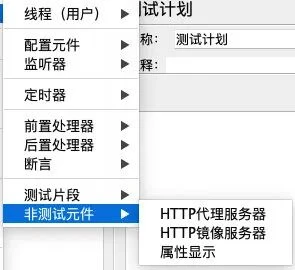 线程（用户）
测试计划
配置元件
称： 测试计划
监听器
释：
定时器
前置处理器
后置处理器
断言
测试片段
非测试元件
HTTP代理服务器
HTTP镜像服务器
属性显示